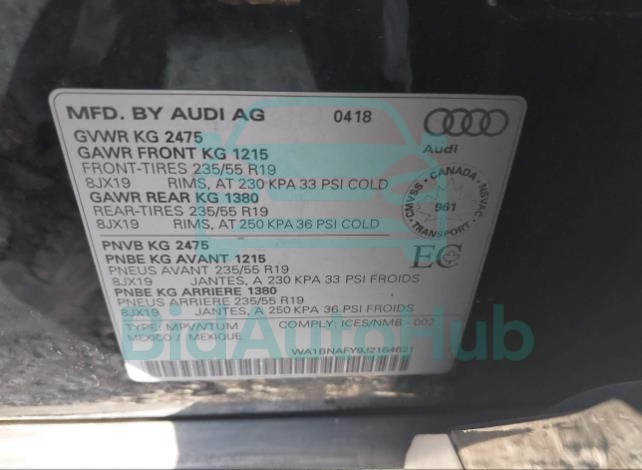 MFD. BY AUDI AG 0418
Audi
GVWR KG 2475
GAWR FRONT KG 1215
FRONT-TIRES 235/55 R19
8JX19 RIMS, AT 230 KPA 33 PSI COLD
GAWR REAR KG 1380
REAR-TIRES 235/55 R19
8JX19 RIMS, AT 250 KPA 36 PSI COLD
CANADA
CMVSS NSVAC
961
TRANSPORT
PNVB KG 2475
PNBE KG AVANT 1215
PNEUS AVANT 235/55 R19
8JX19 JANTES, A 230 KPA 33 PSI FROIDS
PNBE KG ARRIERE 1380
PNEUS ARRIERE 235/55 R19
8JX19 JANTES, A 250 KPA 36 PSI FROIDS
EC
TYPE: MPV/VTUM COMPLY: ICES/NMB - 002
MEXICO / MEXIQUE
WA1BNAFY9J2164621
BidAutoHub